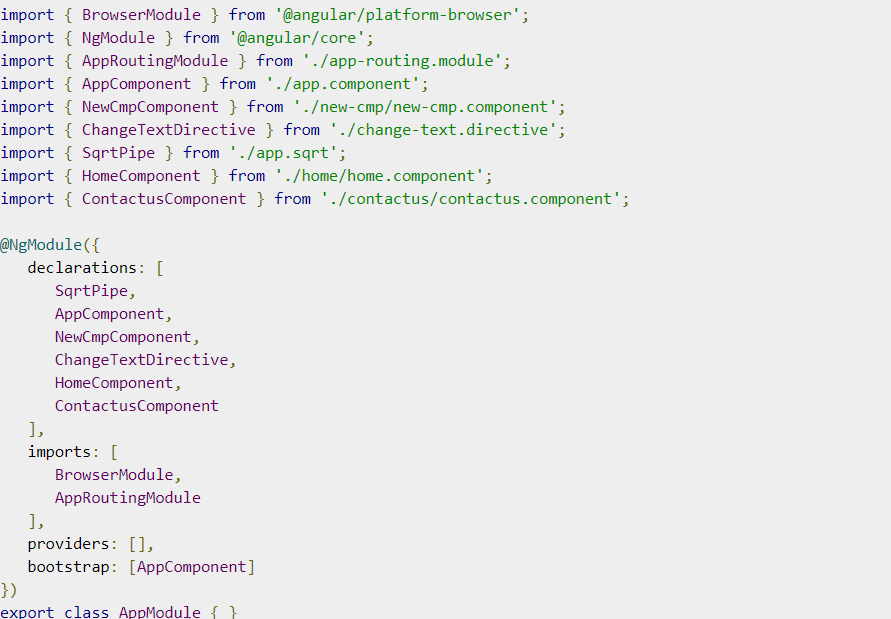 import { BrowserModule } from '@angular/platform-browser';
import { NgModule } from '@angular/core';
import { AppRoutingModule } from './app-routing.module';
import { AppComponent } from './app.component';
import { NewCmpComponent } from './new-cmp/new-cmp.component';
import { ChangeTextDirective } from './change-text.directive';
import { SqrtPipe } from './app.sqrt';
import { HomeComponent } from './home/home.component';
import { ContactusComponent } from './contactus/contactus.component';

@NgModule({
   declarations: [
      SqrtPipe,
      AppComponent,
      NewCmpComponent,
      ChangeTextDirective,
      HomeComponent,
      ContactusComponent
   ],
   imports: [
      BrowserModule,
      AppRoutingModule
   ],
   providers: [],
   bootstrap: [AppComponent]
})
export class AppModule { }